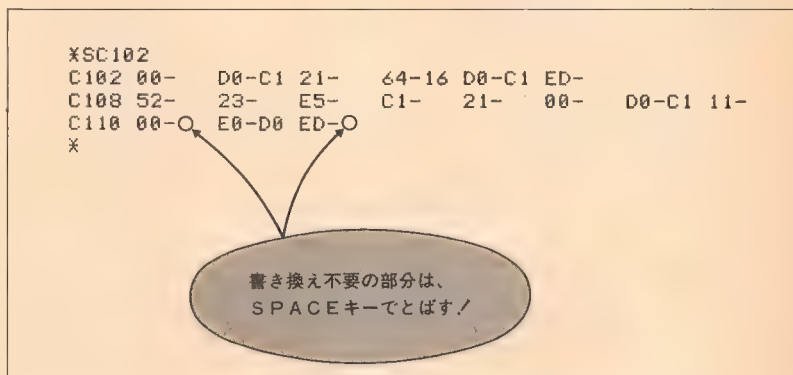 *SC102
C102 00- D0-C1 21- 64-16 D0-C1 ED-
C108 52- 23- E5- C1- 21- 00- D0-C1 11-
C110 00-○ E0-D0 ED-○
*
書き換え不要の部分は、
SPACEキーでとばす!